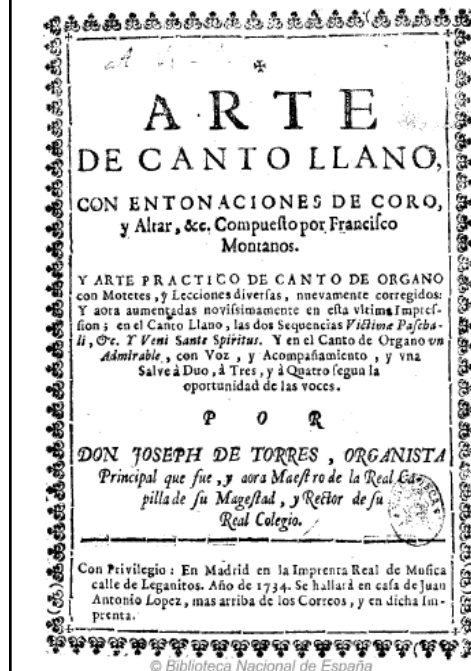 ✠
ARTE
DE CANTO LLANO,
CON ENTONACIONES DE CORO,
y Altar, &c. Compuesto por Francisco
Montanos.
Y ARTE PRACTICO DE CANTO DE ORGANO
con Motetes, y Lecciones diversas, nuevamente corregidos:
Y aora aumentadas novissimamente en esta vltima Impres-
sion; en el Canto Llano, las dos Sequencias Victimæ Pascha-
li, &c. Y Veni Sante Spiritus. Y en el Canto de Organo vn
Admirable, con Voz, y Acompañamiento, y vna
Salve à Duo, à Tres, y à Quatro segun la
oportunidad de las voces.
POR
DON JOSEPH DE TORRES, ORGANISTA
Principal que fue, y aora Maestro de la Real Ca-
pilla de su Magestad, y Rector de su
Real Colegio.
Con Privilegio: En Madrid en la Imprenta Real de Musica
calle de Leganitos. Año de 1734. Se hallará en casa de Juan
Antonio Lopez, mas arriba de los Correos, y en dicha Im-
prenta.
© Biblioteca Nacional de España